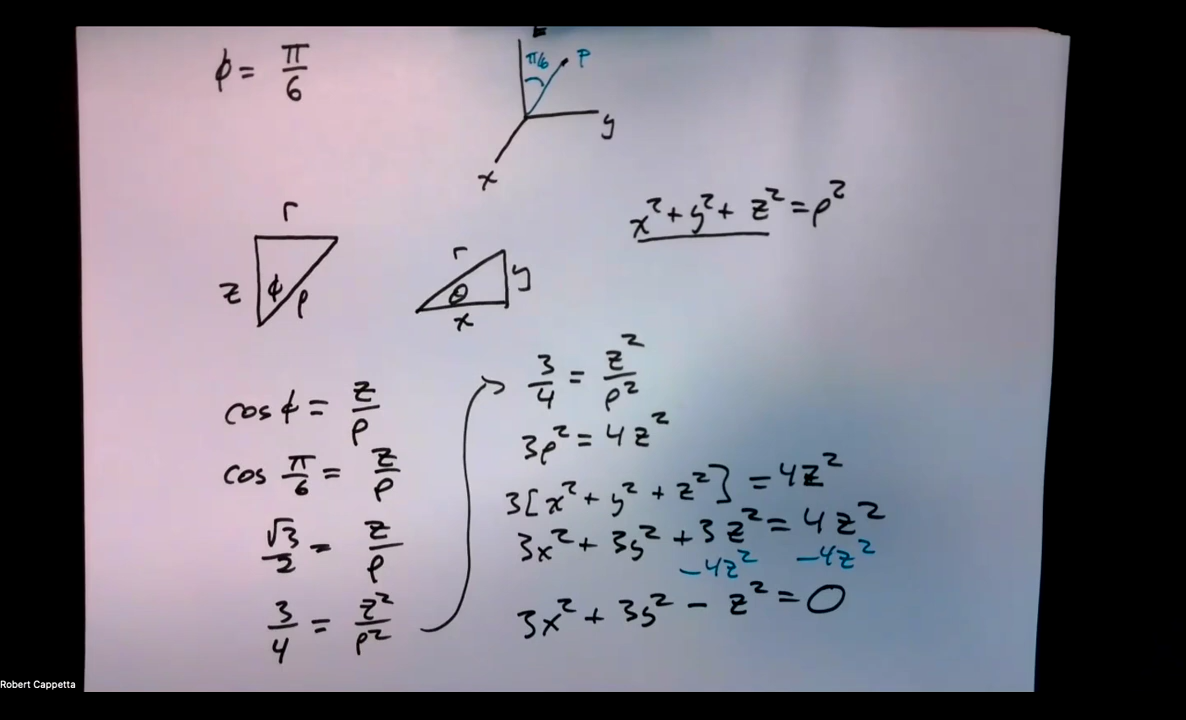 ϕ = π/6
π/6 P
y
x
x² + y² + z² = ρ²
r
z ϕ ρ
r y
θ
x
cos ϕ = z/ρ
cos π/6 = z/ρ
√3/2 = z/ρ
3/4 = z²/ρ²
3/4 = z²/ρ²
3ρ² = 4z²
3[x² + y² + z²] = 4z²
3x² + 3y² + 3z² = 4z²
-4z² -4z²
3x² + 3y² - z² = 0
Robert Cappetta